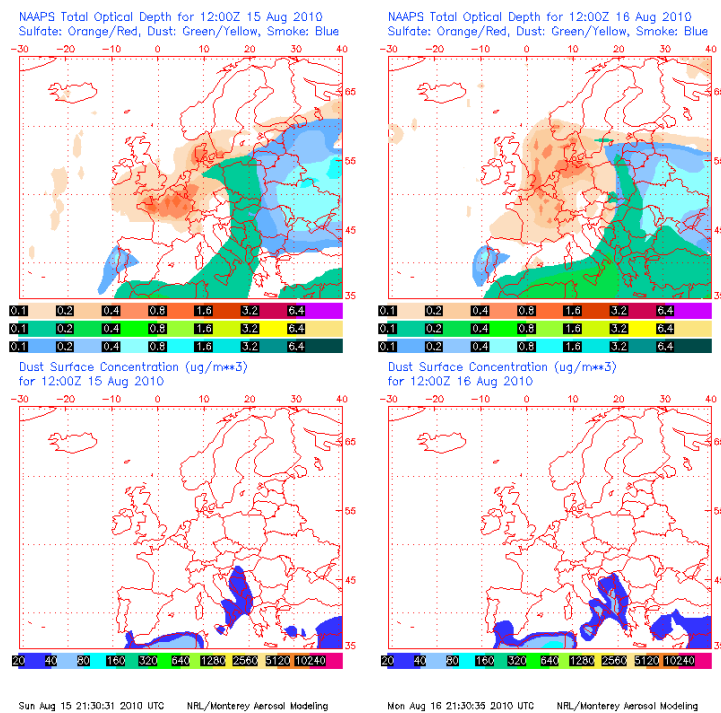 NAAPS Total Optical Depth for 12:00Z 15 Aug 2010
Sulfate: Orange/Red, Dust: Green/Yellow, Smoke: Blue
-30 -20 -10 0 10 20 30 40
65
55
45
35
0.1 0.2 0.4 0.8 1.6 3.2 6.4
0.1 0.2 0.4 0.8 1.6 3.2 6.4
0.1 0.2 0.4 0.8 1.6 3.2 6.4
NAAPS Total Optical Depth for 12:00Z 16 Aug 2010
Sulfate: Orange/Red, Dust: Green/Yellow, Smoke: Blue
-30 -20 -10 0 10 20 30 40
65
55
45
35
0.1 0.2 0.4 0.8 1.6 3.2 6.4
0.1 0.2 0.4 0.8 1.6 3.2 6.4
0.1 0.2 0.4 0.8 1.6 3.2 6.4
Dust Surface Concentration (ug/m**3)
for 12:00Z 15 Aug 2010
-30 -20 -10 0 10 20 30 40
65
55
45
35
20 40 80 160 320 640 1280 2560 5120 10240
Dust Surface Concentration (ug/m**3)
for 12:00Z 16 Aug 2010
-30 -20 -10 0 10 20 30 40
65
55
45
35
20 40 80 160 320 640 1280 2560 5120 10240
Sun Aug 15 21:30:31 2010 UTC NRL/Monterey Aerosol Modeling
Mon Aug 16 21:30:35 2010 UTC NRL/Monterey Aerosol Modeling